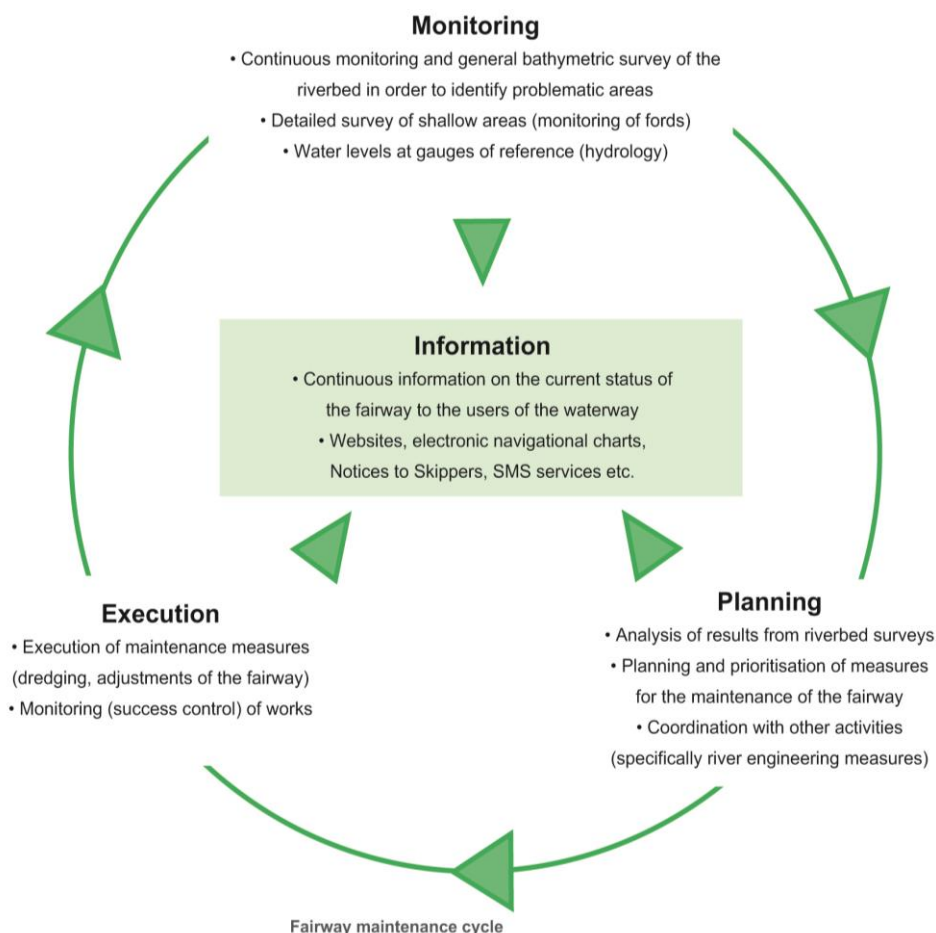 Monitoring
• Continuous monitoring and general bathymetric survey of the
riverbed in order to identify problematic areas
• Detailed survey of shallow areas (monitoring of fords)
• Water levels at gauges of reference (hydrology)
Information
• Continuous information on the current status of
the fairway to the users of the waterway
• Websites, electronic navigational charts,
Notices to Skippers, SMS services etc.
Execution
• Execution of maintenance measures
(dredging, adjustments of the fairway)
• Monitoring (success control) of works
Planning
• Analysis of results from riverbed surveys
• Planning and prioritisation of measures
for the maintenance of the fairway
• Coordination with other activities
(specifically river engineering measures)
Fairway maintenance cycle